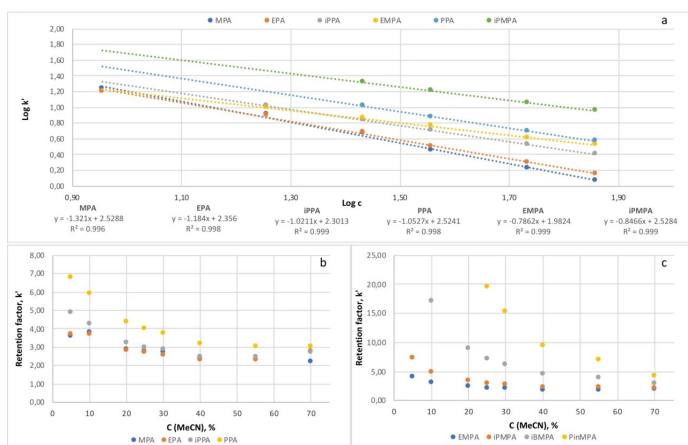 MPA EPA iPPA EMPA PPA iPMPA
a
Log k'
2,00
1,80
1,60
1,40
1,20
1,00
0,80
0,60
0,40
0,20
0,00
0,90 1,10 1,30 1,50 1,70 1,90
Log c
MPA EPA iPPA PPA EMPA iPMPA
y = -1.321x + 2.5288 y = -1.184x + 2.356 y = -1.0211x + 2.3013 y = -1.0527x + 2.5241 y = -0.7862x + 1.9824 y = -0.8466x + 2.5284
R² = 0.996 R² = 0.998 R² = 0.999 R² = 0.998 R² = 0.999 R² = 0.999
b
Retention factor, k'
8,00
7,00
6,00
5,00
4,00
3,00
2,00
1,00
0,00
0 10 20 30 40 50 60 70
C (MeCN), %
MPA EPA iPPA PPA
c
Retention factor, k'
25,00
20,00
15,00
10,00
5,00
0,00
0 10 20 30 40 50 60 70
C (MeCN), %
EMPA iPMPA iBMPA PinMPA